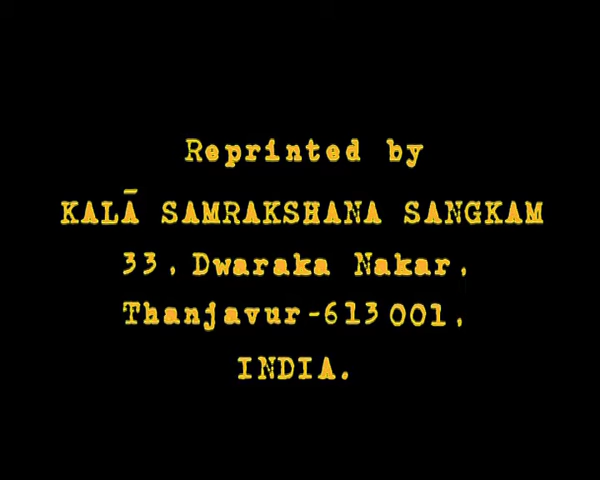 Reprinted by
KALĀ SAMRAKSHANA SANGKAM
33, Dwaraka Nakar,
Thanjavur-613 001,
INDIA.